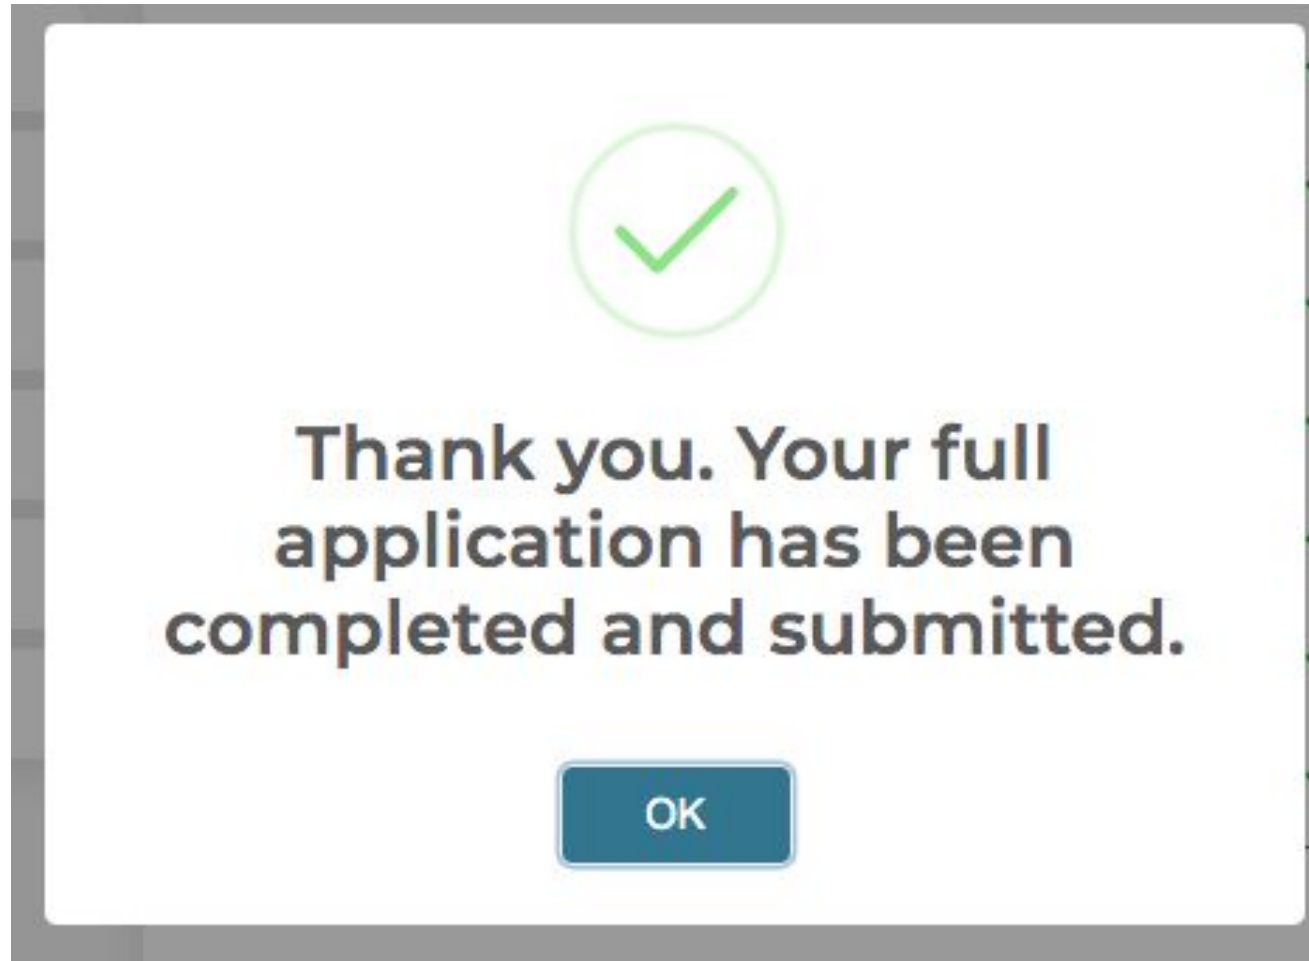 Thank you. Your full
application has been
completed and submitted.
OK